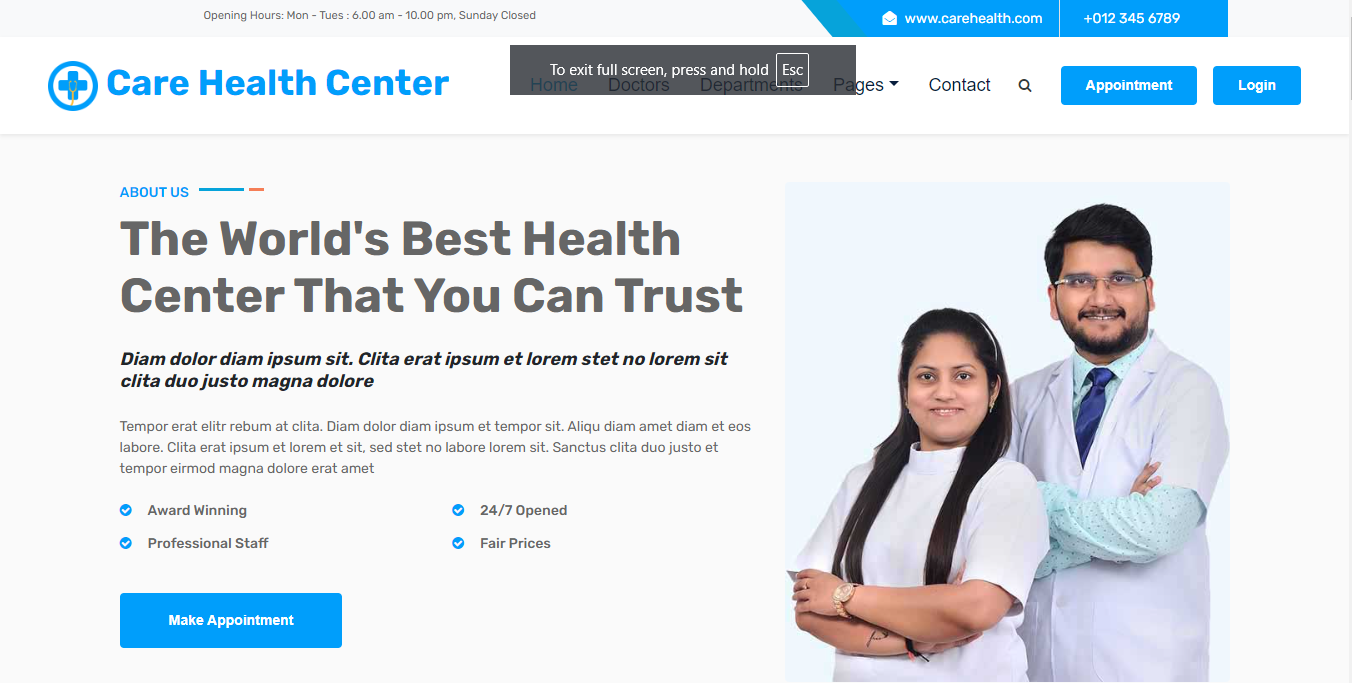 Opening Hours: Mon - Tues : 6.00 am - 10.00 pm, Sunday Closed
www.carehealth.com
+012 345 6789
Care Health Center
To exit full screen, press and hold Esc
Home Doctors Departments Pages Contact
Appointment
Login
ABOUT US
The World's Best Health
Center That You Can Trust
Diam dolor diam ipsum sit. Clita erat ipsum et lorem stet no lorem sit
clita duo justo magna dolore
Tempor erat elitr rebum at clita. Diam dolor diam ipsum et tempor sit. Aliqu diam amet diam et eos
labore. Clita erat ipsum et lorem et sit, sed stet no labore lorem sit. Sanctus clita duo justo et
tempor eirmod magna dolore erat amet
Award Winning
24/7 Opened
Professional Staff
Fair Prices
Make Appointment